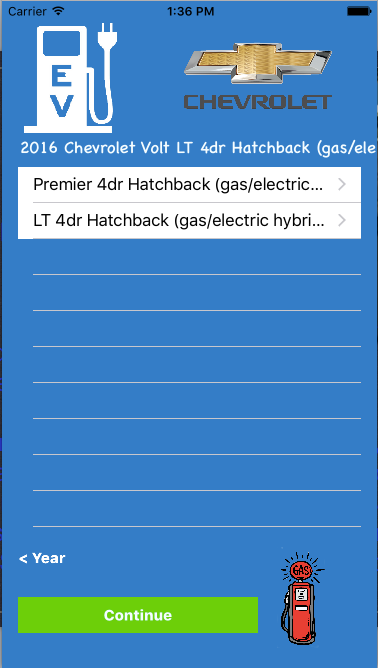 Carrier 1:36 PM
EV
CHEVROLET
2016 Chevrolet Volt LT 4dr Hatchback (gas/ele
Premier 4dr Hatchback (gas/electric...
LT 4dr Hatchback (gas/electric hybri...
< Year
GAS
Continue